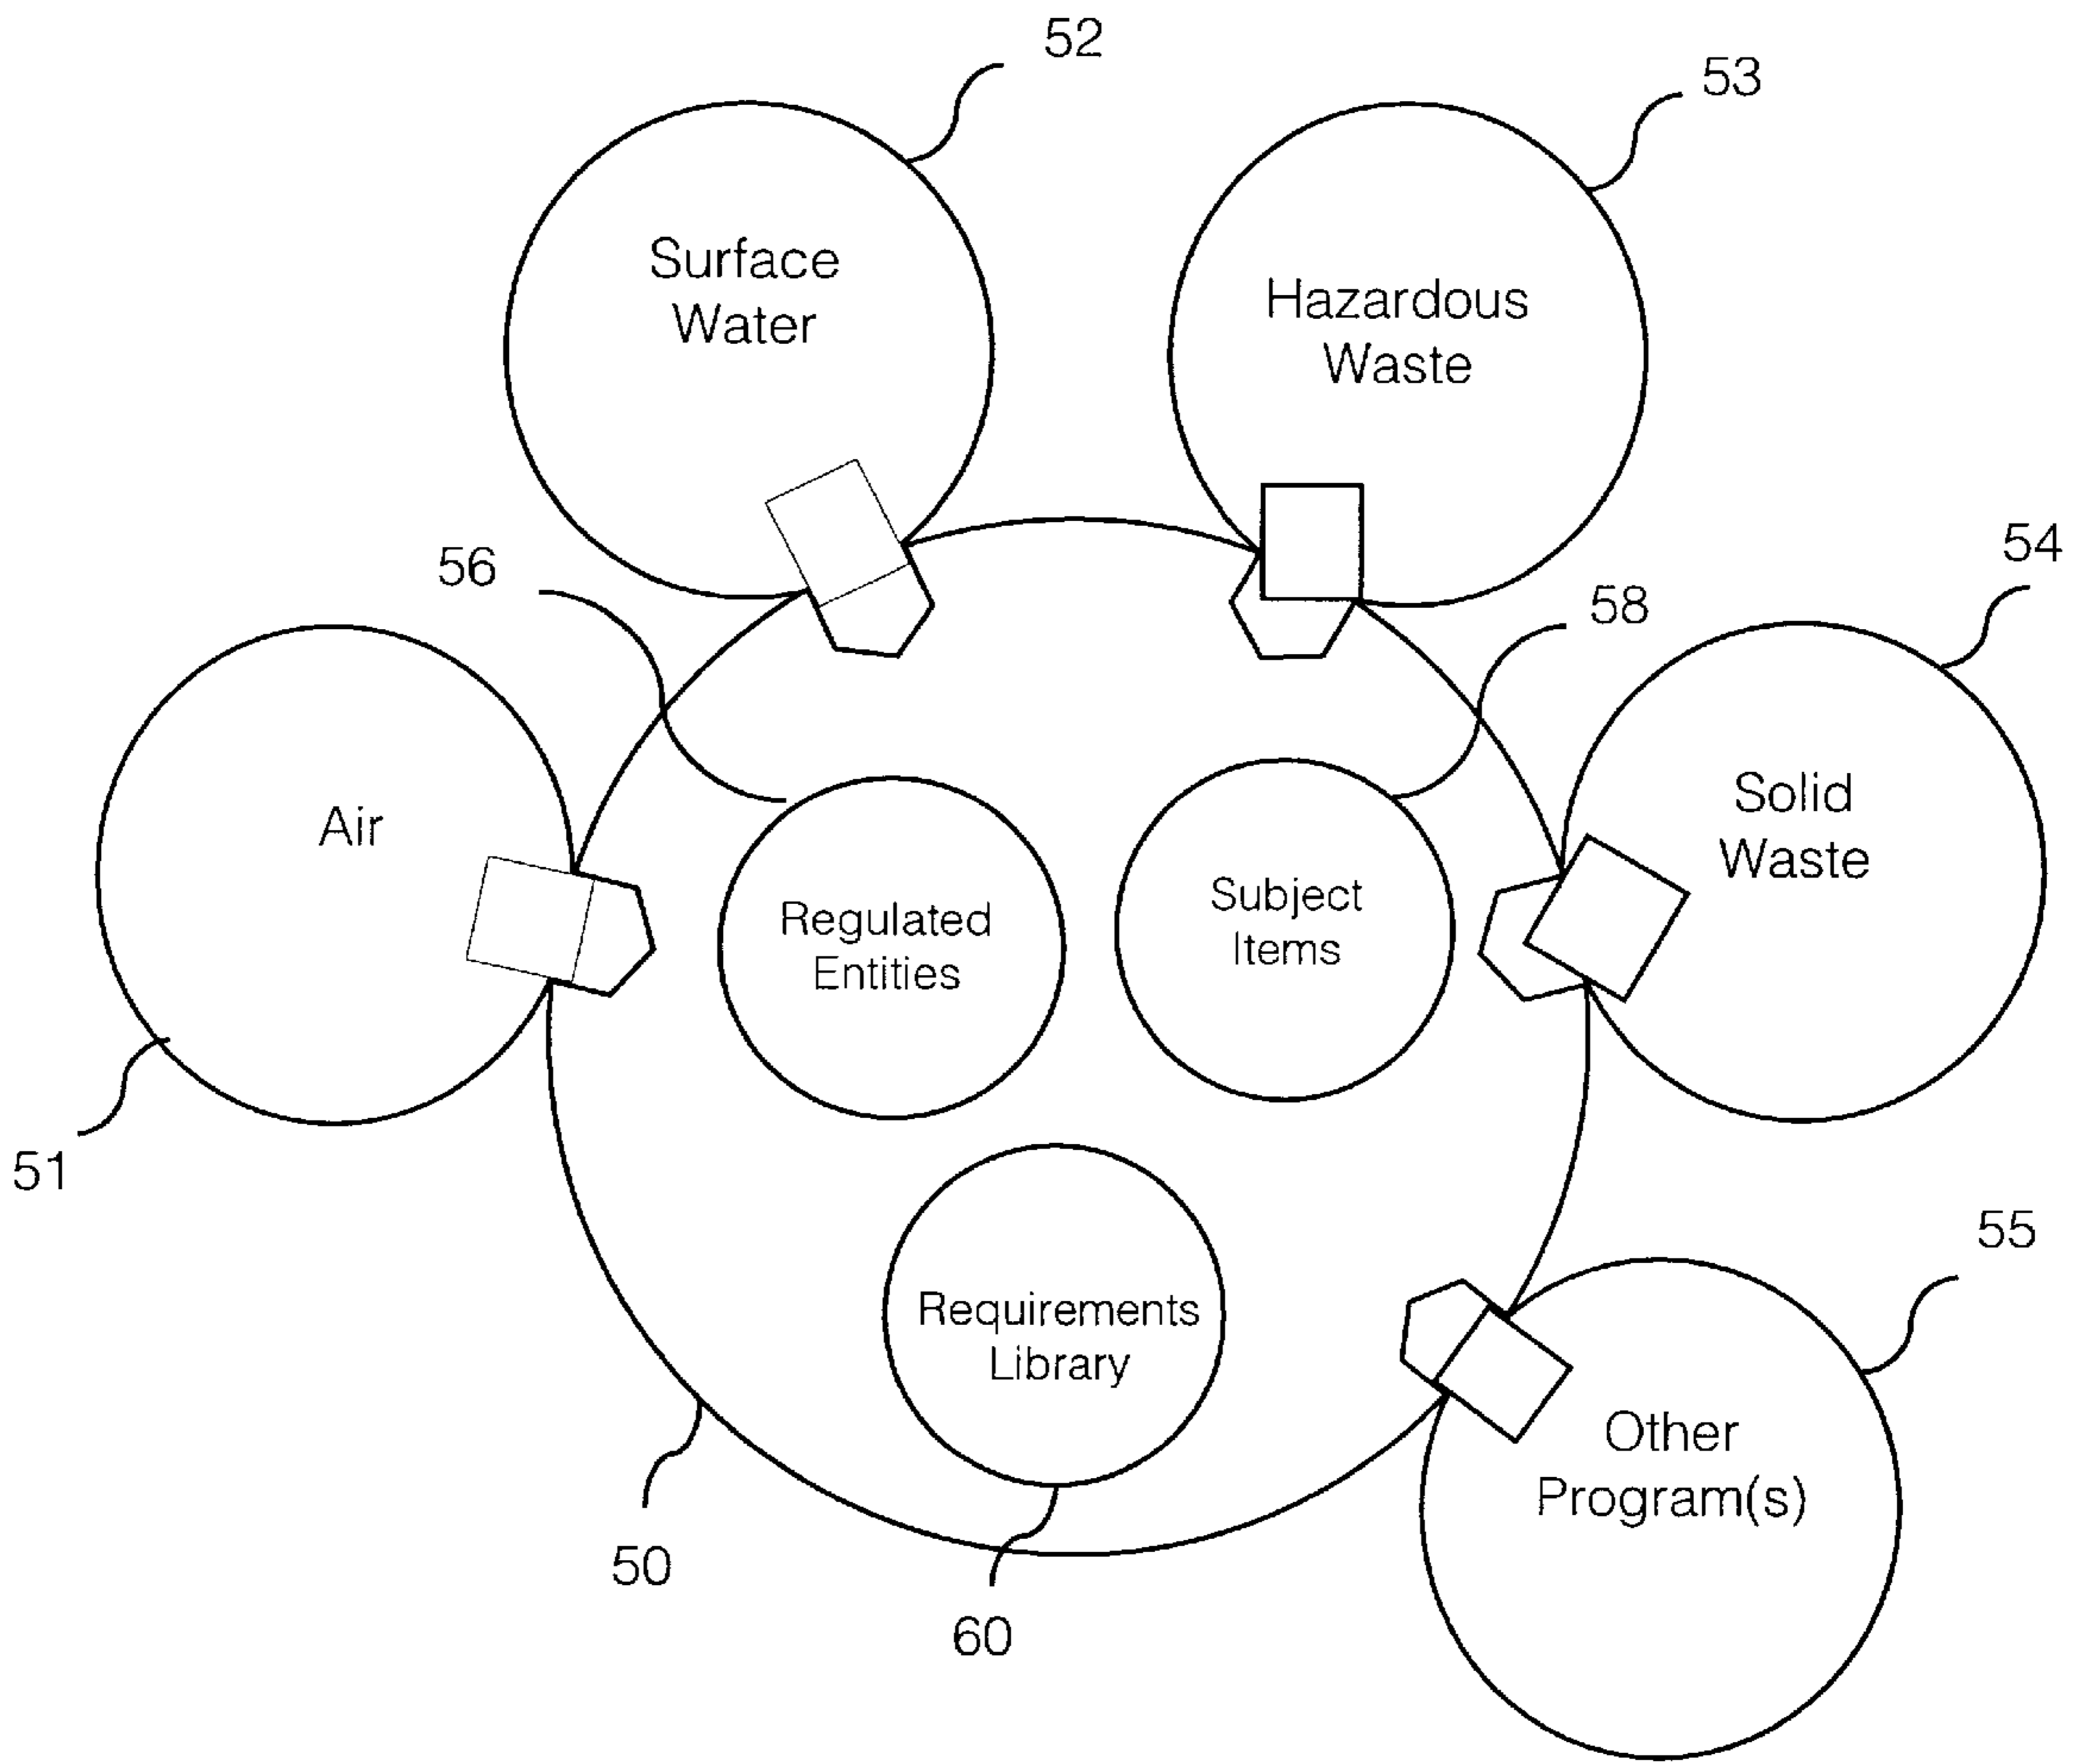 52
53
Surface
Water
Hazardous
Waste
54
56
58
Solid
Waste
Air
Subject
Items
Regulated
Entities
51
55
Requirements
Library
Other
Program(s)
50
60